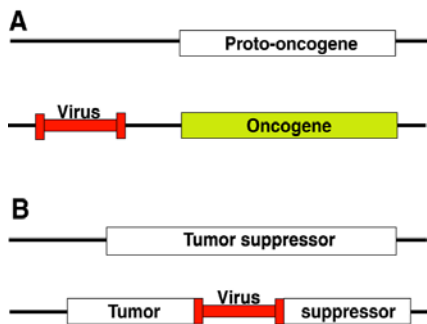 A
Proto-oncogene
Virus
Oncogene
B
Tumor suppressor
Virus
Tumor suppressor